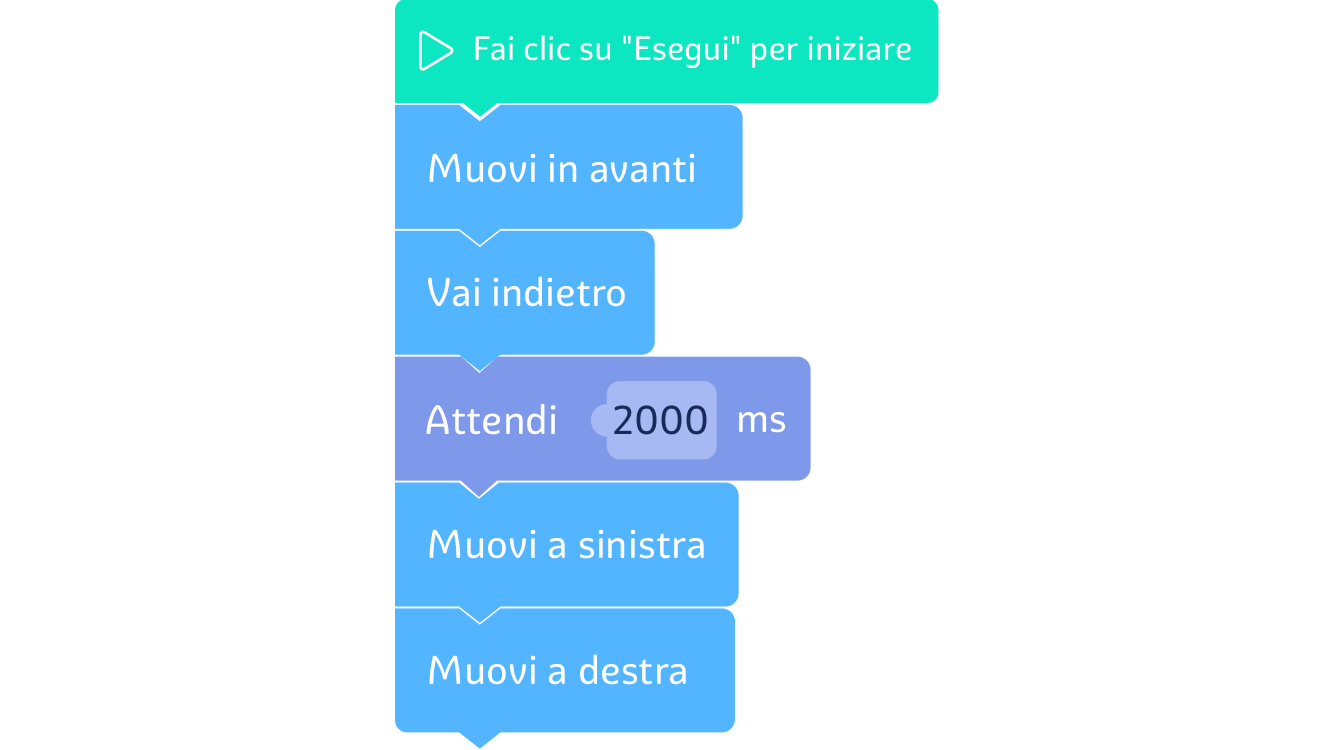 Fai clic su "Esegui" per iniziare
Muovi in avanti
Vai indietro
Attendi 2000 ms
Muovi a sinistra
Muovi a destra